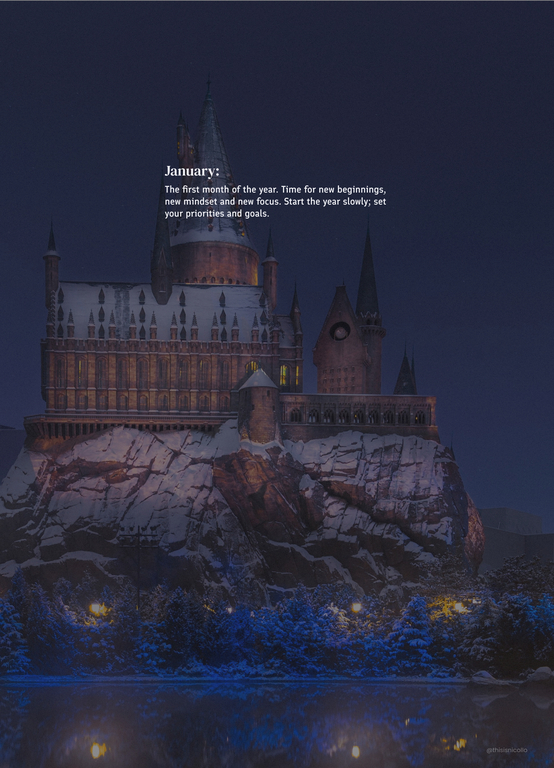 January:
The first month of the year. Time for new beginnings,
new mindset and new focus. Start the year slowly; set
your priorities and goals.
@thisisnicollo